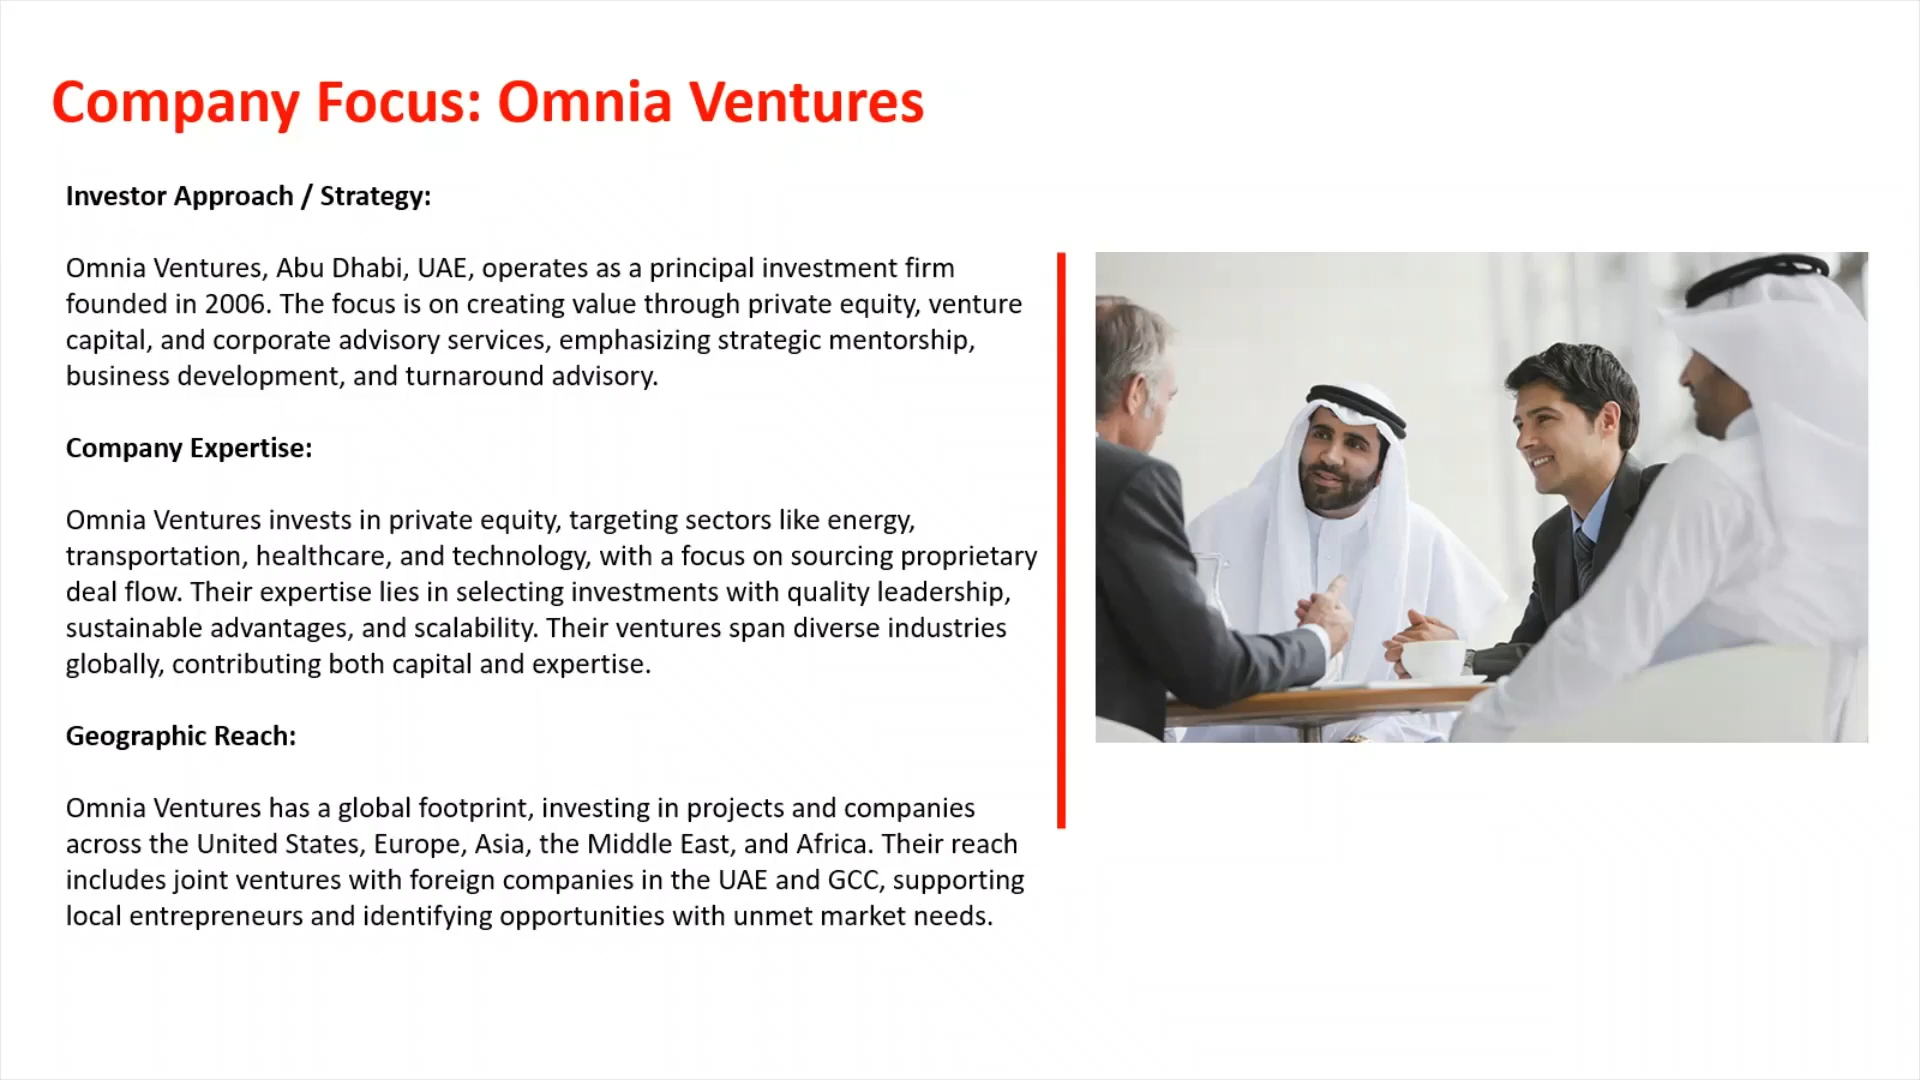 Company Focus: Omnia Ventures
Investor Approach / Strategy:
Omnia Ventures, Abu Dhabi, UAE, operates as a principal investment firm
founded in 2006. The focus is on creating value through private equity, venture
capital, and corporate advisory services, emphasizing strategic mentorship,
business development, and turnaround advisory.
Company Expertise:
Omnia Ventures invests in private equity, targeting sectors like energy,
transportation, healthcare, and technology, with a focus on sourcing proprietary
deal flow. Their expertise lies in selecting investments with quality leadership,
sustainable advantages, and scalability. Their ventures span diverse industries
globally, contributing both capital and expertise.
Geographic Reach:
Omnia Ventures has a global footprint, investing in projects and companies
across the United States, Europe, Asia, the Middle East, and Africa. Their reach
includes joint ventures with foreign companies in the UAE and GCC, supporting
local entrepreneurs and identifying opportunities with unmet market needs.